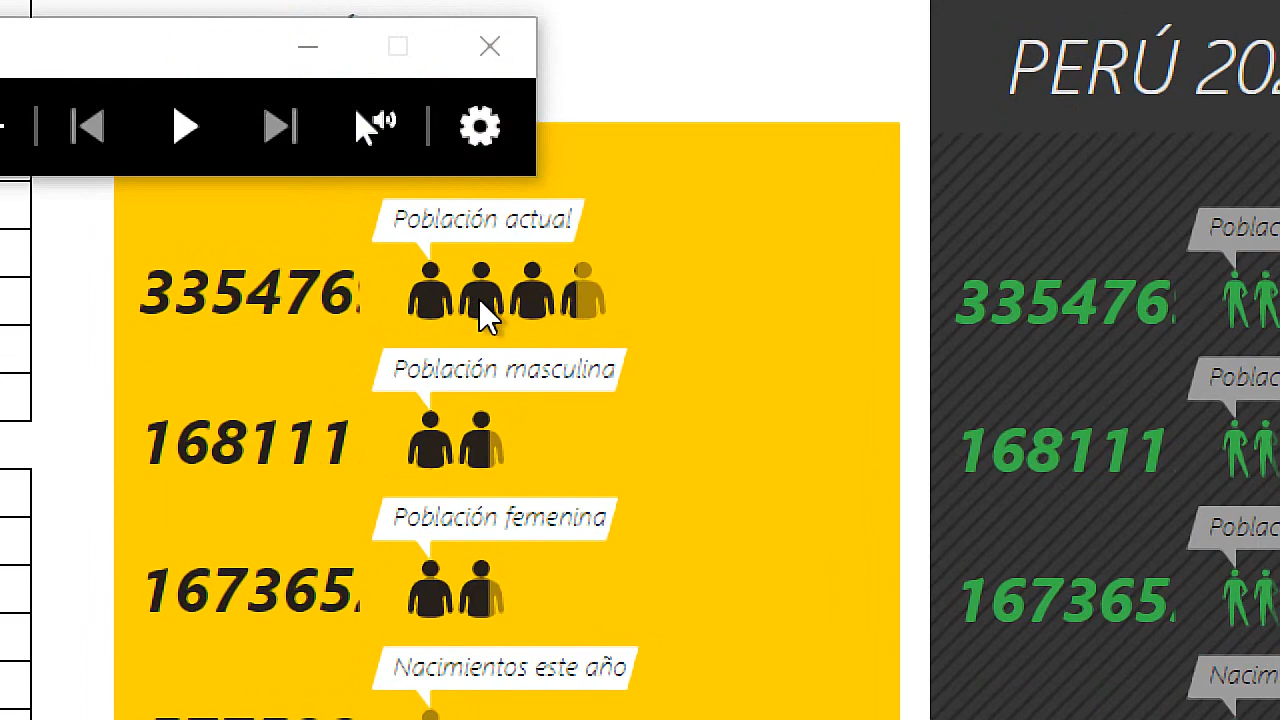 PERÚ 202
Población actual
335476
Población masculina
168111
Población femenina
167365
Nacimientos este año
Poblac
335476
Poblac
168111
Poblac
167365
Nacim